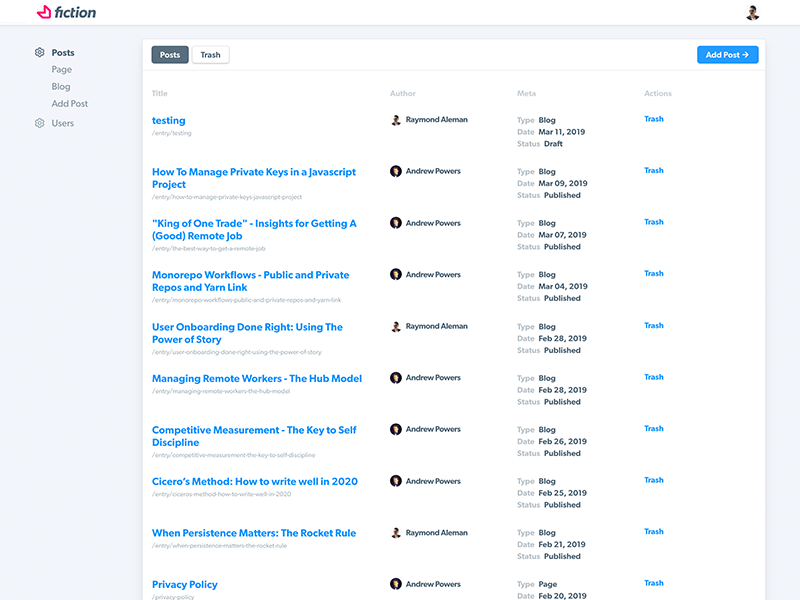 fiction
Posts
Page
Blog
Add Post
Users
Posts Trash Add Post →
Title Author Meta Actions
testing
/entry/testing
Raymond Aleman
Type Blog
Date Mar 11, 2019
Status Draft
Trash
How To Manage Private Keys in a Javascript
Project
/entry/how-to-manage-private-keys-javascript-project
Andrew Powers
Type Blog
Date Mar 09, 2019
Status Published
Trash
"King of One Trade" - Insights for Getting A
(Good) Remote Job
/entry/the-best-way-to-get-a-remote-job
Andrew Powers
Type Blog
Date Mar 07, 2019
Status Published
Trash
Monorepo Workflows - Public and Private
Repos and Yarn Link
/entry/monorepo-workflows-public-and-private-repos-and-yarn-link
Andrew Powers
Type Blog
Date Mar 04, 2019
Status Published
Trash
User Onboarding Done Right: Using The
Power of Story
/entry/user-onboarding-done-right-using-the-power-of-story
Raymond Aleman
Type Blog
Date Feb 28, 2019
Status Published
Trash
Managing Remote Workers - The Hub Model
/entry/managing-remote-workers-the-hub-model
Andrew Powers
Type Blog
Date Feb 28, 2019
Status Published
Trash
Competitive Measurement - The Key to Self
Discipline
/entry/competitive-measurement-the-key-to-self-discipline
Andrew Powers
Type Blog
Date Feb 26, 2019
Status Published
Trash
Cicero's Method: How to write well in 2020
/entry/ciceros-method-how-to-write-well-in-2020
Andrew Powers
Type Blog
Date Feb 25, 2019
Status Published
Trash
When Persistence Matters: The Rocket Rule
/entry/when-persistence-matters-the-rocket-rule
Raymond Aleman
Type Blog
Date Feb 21, 2019
Status Published
Trash
Privacy Policy
/privacy-policy
Andrew Powers
Type Page
Date Feb 20, 2019
Trash